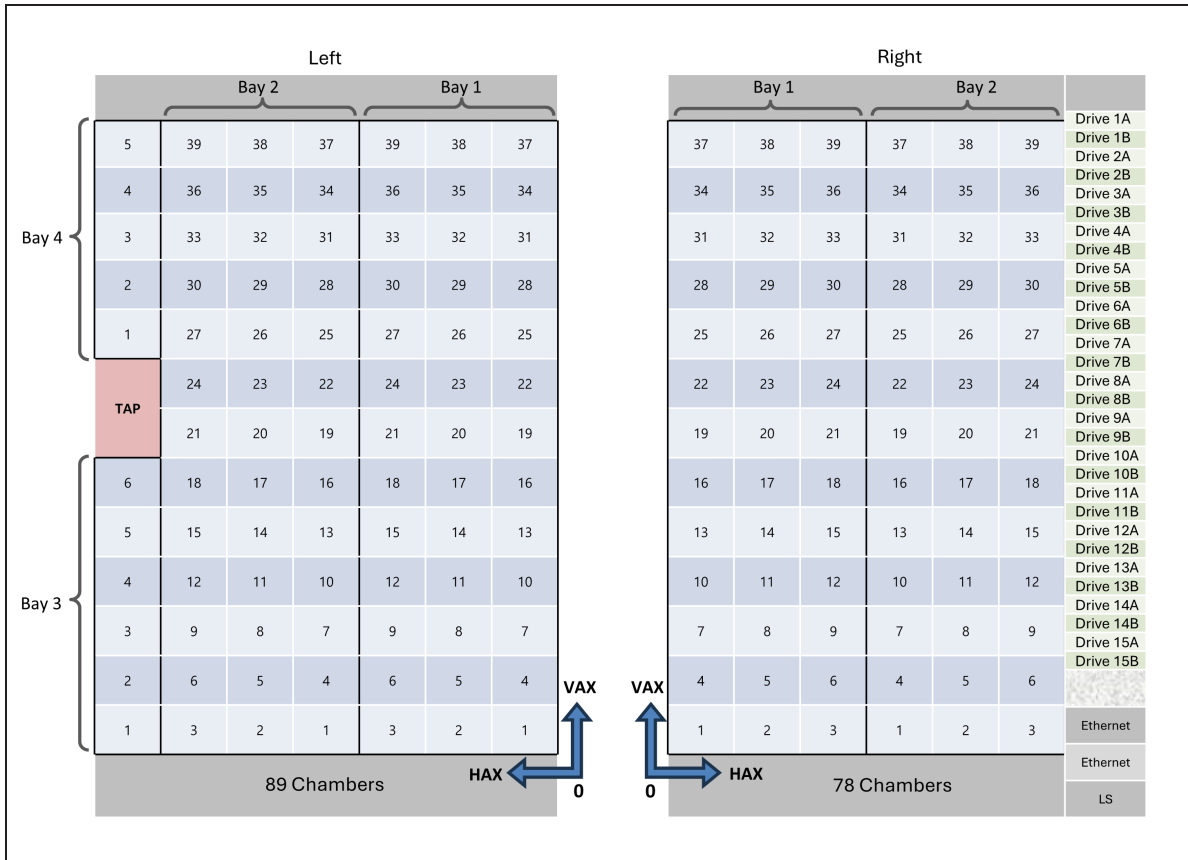 Left Right
Bay 2 Bay 1 Bay 1 Bay 2
Drive 1A
5 39 38 37 39 38 37 37 38 39 37 38 39 Drive 1B
Drive 2A
4 36 35 34 36 35 34 34 35 36 34 35 36 Drive 2B
Drive 3A
Drive 3B
Bay 4 3 33 32 31 33 32 31 31 32 33 31 32 33 Drive 4A
Drive 4B
Drive 5A
2 30 29 28 30 29 28 28 29 30 28 29 30 Drive 5B
Drive 6A
1 27 26 25 27 26 25 25 26 27 25 26 27 Drive 6B
Drive 7A
Drive 7B
24 23 22 24 23 22 22 23 24 22 23 24 Drive 8A
Drive 8B
TAP Drive 9A
21 20 19 21 20 19 19 20 21 19 20 21 Drive 9B
Drive 10A
6 18 17 16 18 17 16 16 17 18 16 17 18 Drive 10B
Drive 11A
Drive 11B
5 15 14 13 15 14 13 13 14 15 13 14 15 Drive 12A
Drive 12B
Drive 13A
4 12 11 10 12 11 10 10 11 12 10 11 12 Drive 13B
Bay 3 Drive 14A
3 9 8 7 9 8 7 7 8 9 7 8 9 Drive 14B
Drive 15A
Drive 15B
2 6 5 4 6 5 4 4 5 6 4 5 6
VAX VAX
1 3 2 1 3 2 1 1 2 3 1 2 3 Ethernet
HAX HAX Ethernet
89 Chambers 0 0 78 Chambers
LS